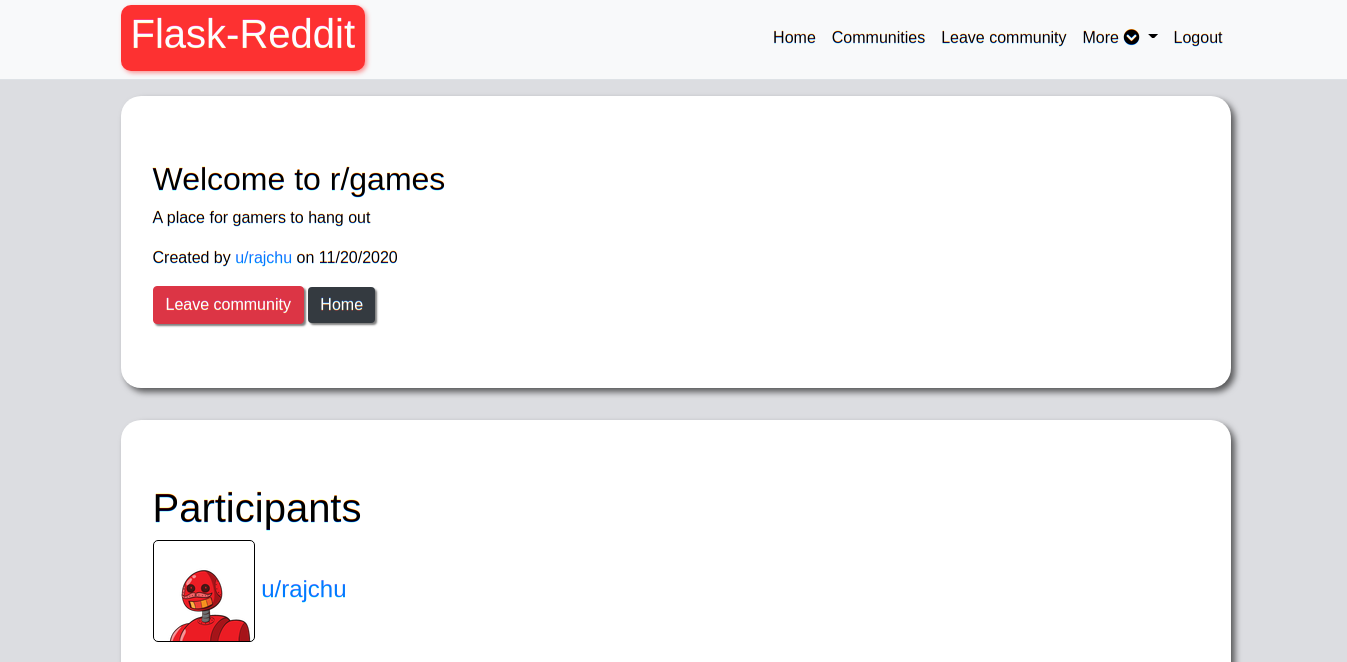 Flask-Reddit
Home Communities Leave community More Logout
Welcome to r/games
A place for gamers to hang out
Created by u/rajchu on 11/20/2020
Leave community Home
Participants
u/rajchu